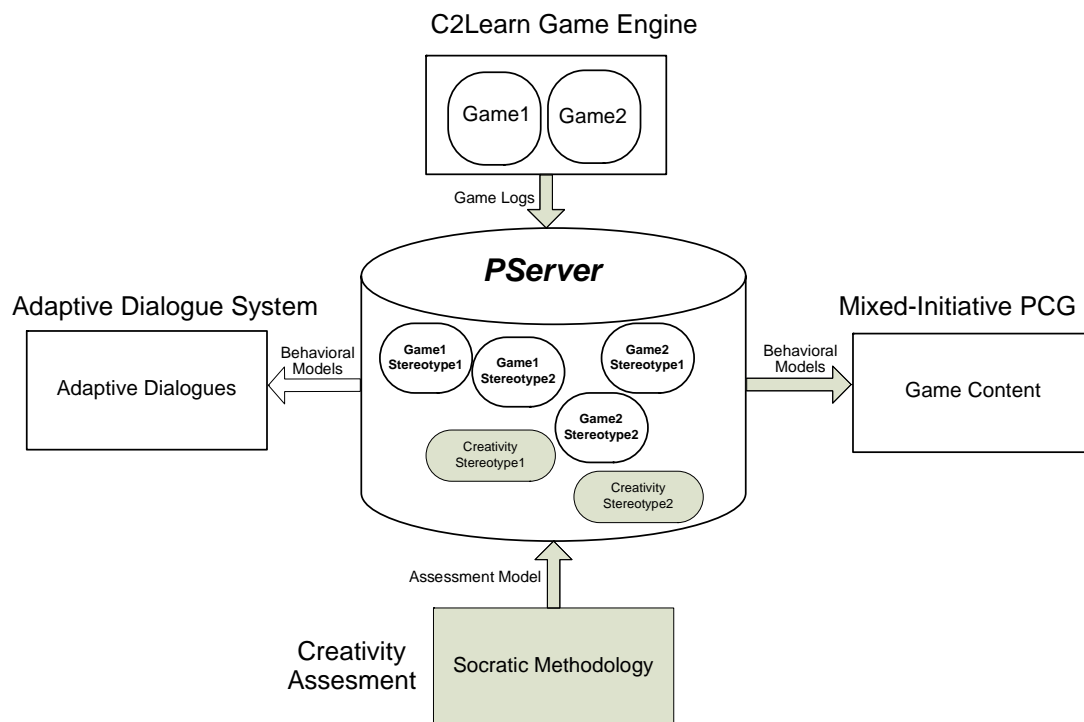 C2Learn Game Engine
Game1
Game2
Game Logs
PServer
Adaptive Dialogue System
Mixed-Initiative PCG
Adaptive Dialogues
Behavioral
Models
Game1
Stereotype1
Game1
Stereotype2
Game2
Stereotype1
Game2
Stereotype2
Creativity
Stereotype1
Creativity
Stereotype2
Behavioral
Models
Game Content
Assessment Model
Creativity
Assesment
Socratic Methodology